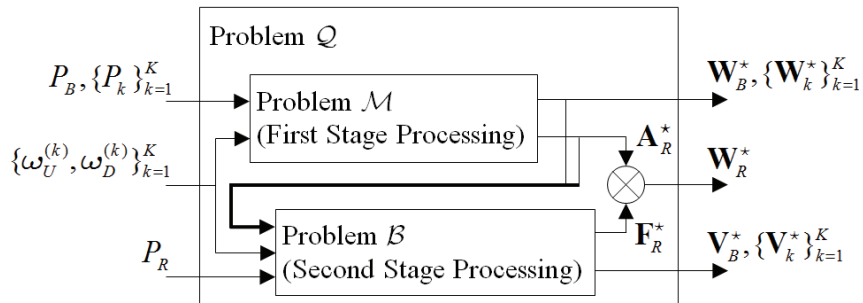 Problem 𝒬
P_B, {P_k}_{k=1}^K
Problem ℳ
(First Stage Processing)
𝐖_B^⋆, {𝐖_k^⋆}_{k=1}^K
𝐀_R^⋆
{ω_U^{(k)}, ω_D^{(k)}}_{k=1}^K
𝐖_R^⋆
P_R
Problem ℬ
(Second Stage Processing)
𝐅_R^⋆
𝐕_B^⋆, {𝐕_k^⋆}_{k=1}^K